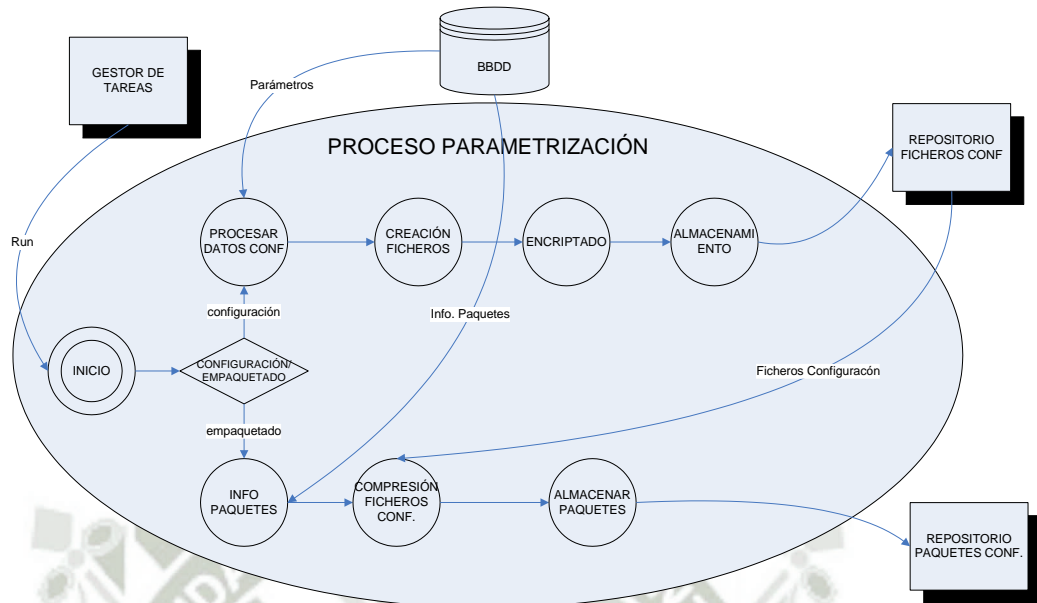 GESTOR DE
TAREAS
BBDD
Parámetros
PROCESO PARAMETRIZACIÓN
REPOSITORIO
FICHEROS CONF
Run
PROCESAR
DATOS CONF
CREACIÓN
FICHEROS
ENCRIPTADO
ALMACENAMI
ENTO
configuración
Info. Paquetes
INICIO
CONFIGURACIÓN/
EMPAQUETADO
Ficheros Configuracón
empaquetado
INFO
PAQUETES
COMPRESIÓN
FICHEROS
CONF.
ALMACENAR
PAQUETES
REPOSITORIO
PAQUETES CONF.